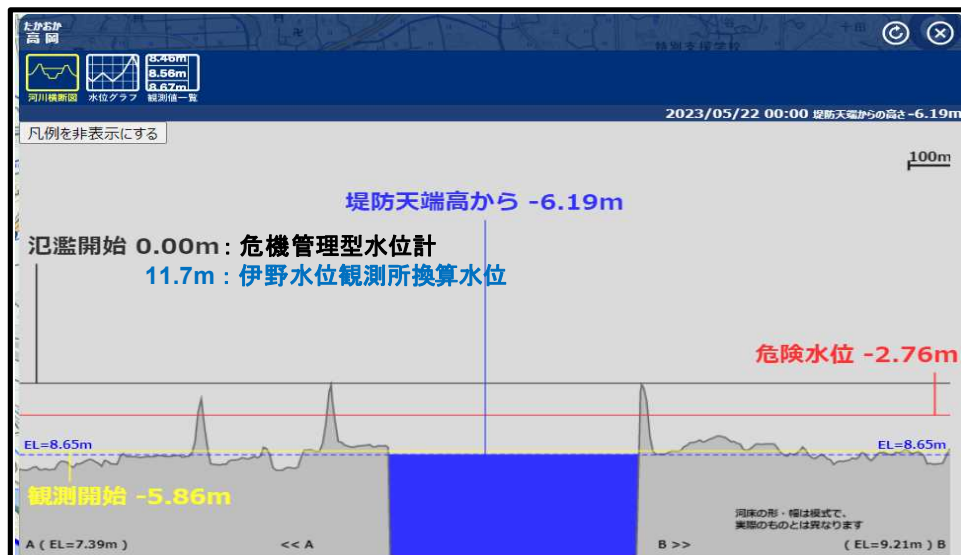 たかおか
高岡
特別支援学校
8.46m
8.56m
8.67m
河川横断図 水位グラフ 観測値一覧
2023/05/22 00:00 堤防天端からの高さ-6.19m
凡例を非表示にする
100m
堤防天端高から -6.19m
氾濫開始 0.00m：危機管理型水位計
11.7m：伊野水位観測所換算水位
危険水位 -2.76m
EL=8.65m EL=8.65m
観測開始 -5.86m
河床の形・幅は模式で、
実際のものとは異なります
A ( EL=7.39m ) << A B >> ( EL=9.21m ) B